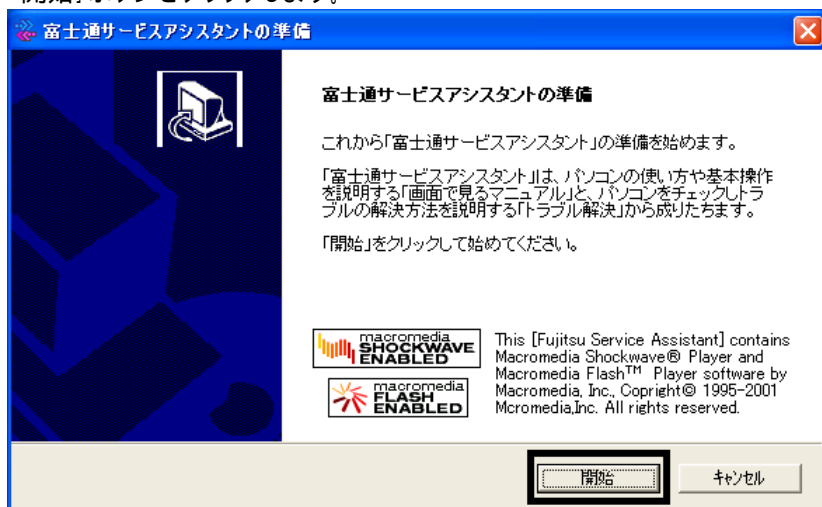 「開始」ボタンをクリックします。
富士通サービスアシスタントの準備
富士通サービスアシスタントの準備
これから「富士通サービスアシスタント」の準備を始めます。
「富士通サービスアシスタント」は、パソコンの使い方や基本操作
を説明する「画面で見るマニュアル」と、パソコンをチェックしトラ
ブルの解決方法を説明する「トラブル解決」から成りたちます。
「開始」をクリックして始めてください。
macromedia
SHOCKWAVE
ENABLED
macromedia
FLASH
ENABLED
This [Fujitsu Service Assistant] contains
Macromedia Shockwave® Player and
Macromedia Flash™ Player software by
Macromedia, Inc., Copright© 1995-2001
Mcromedia,Inc. All rights reserved.
開始
キャンセル